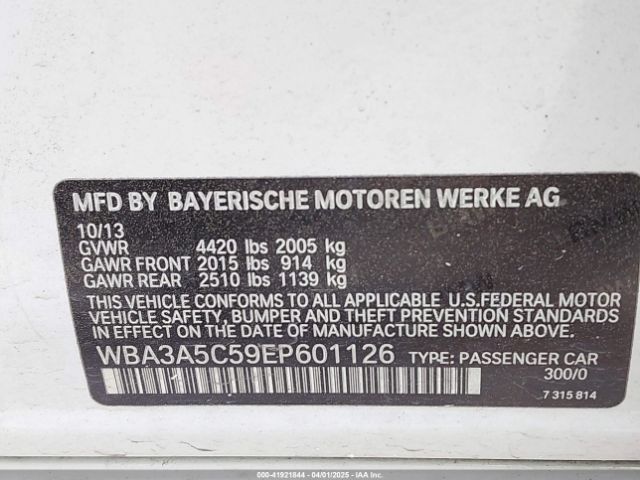 MFD BY BAYERISCHE MOTOREN WERKE AG
10/13
GVWR 4420 lbs 2005 kg
GAWR FRONT 2015 lbs 914 kg
GAWR REAR 2510 lbs 1139 kg
THIS VEHICLE CONFORMS TO ALL APPLICABLE U.S.FEDERAL MOTOR
VEHICLE SAFETY, BUMPER, AND THEFT PREVENTION STANDARDS
IN EFFECT ON THE DATE OF MANUFACTURE SHOWN ABOVE.
WBA3A5C59EP601126 TYPE: PASSENGER CAR
300/0
7 315 814
000-41921844 - 04/01/2025 - IAAI.COM